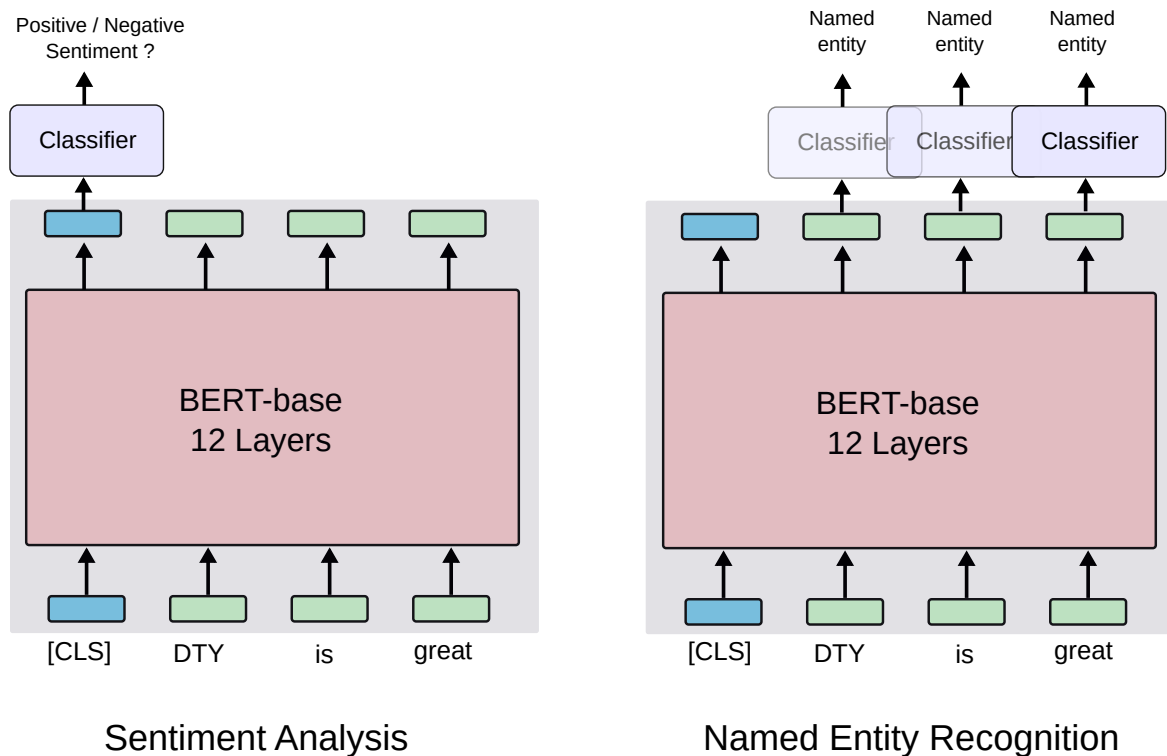 Positive / Negative
Sentiment ?
Classifier
BERT-base
12 Layers
[CLS] DTY is great
Sentiment Analysis
Named entity
Named entity
Named entity
Classifier
Classifier
Classifier
BERT-base
12 Layers
[CLS] DTY is great
Named Entity Recognition